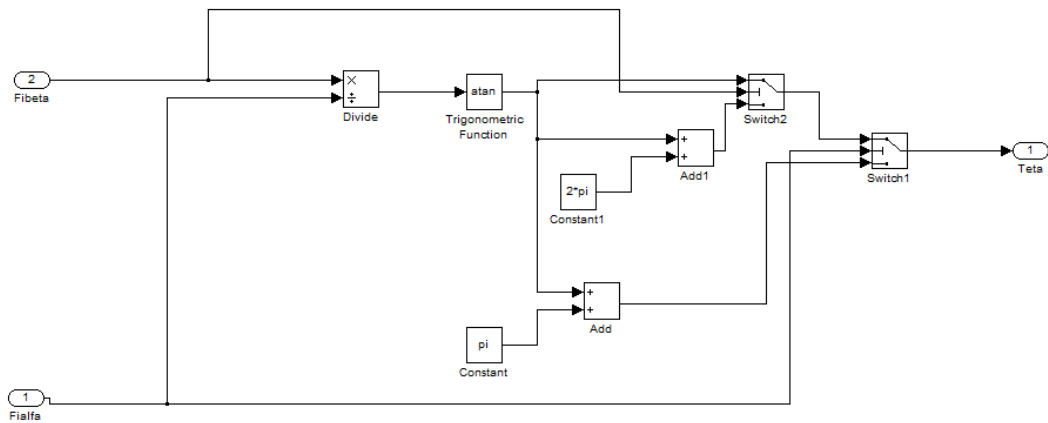 2
Fibeta
×
÷
Divide
atan
Trigonometric
Function
Switch2
+
+
Add1
2*pi
Constant1
Switch1
1
Teta
+
+
Add
pi
Constant
1
Fialfa